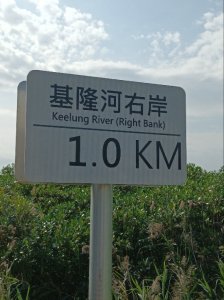 基隆河右岸
Keelung River (Right Bank)
1.0 KM